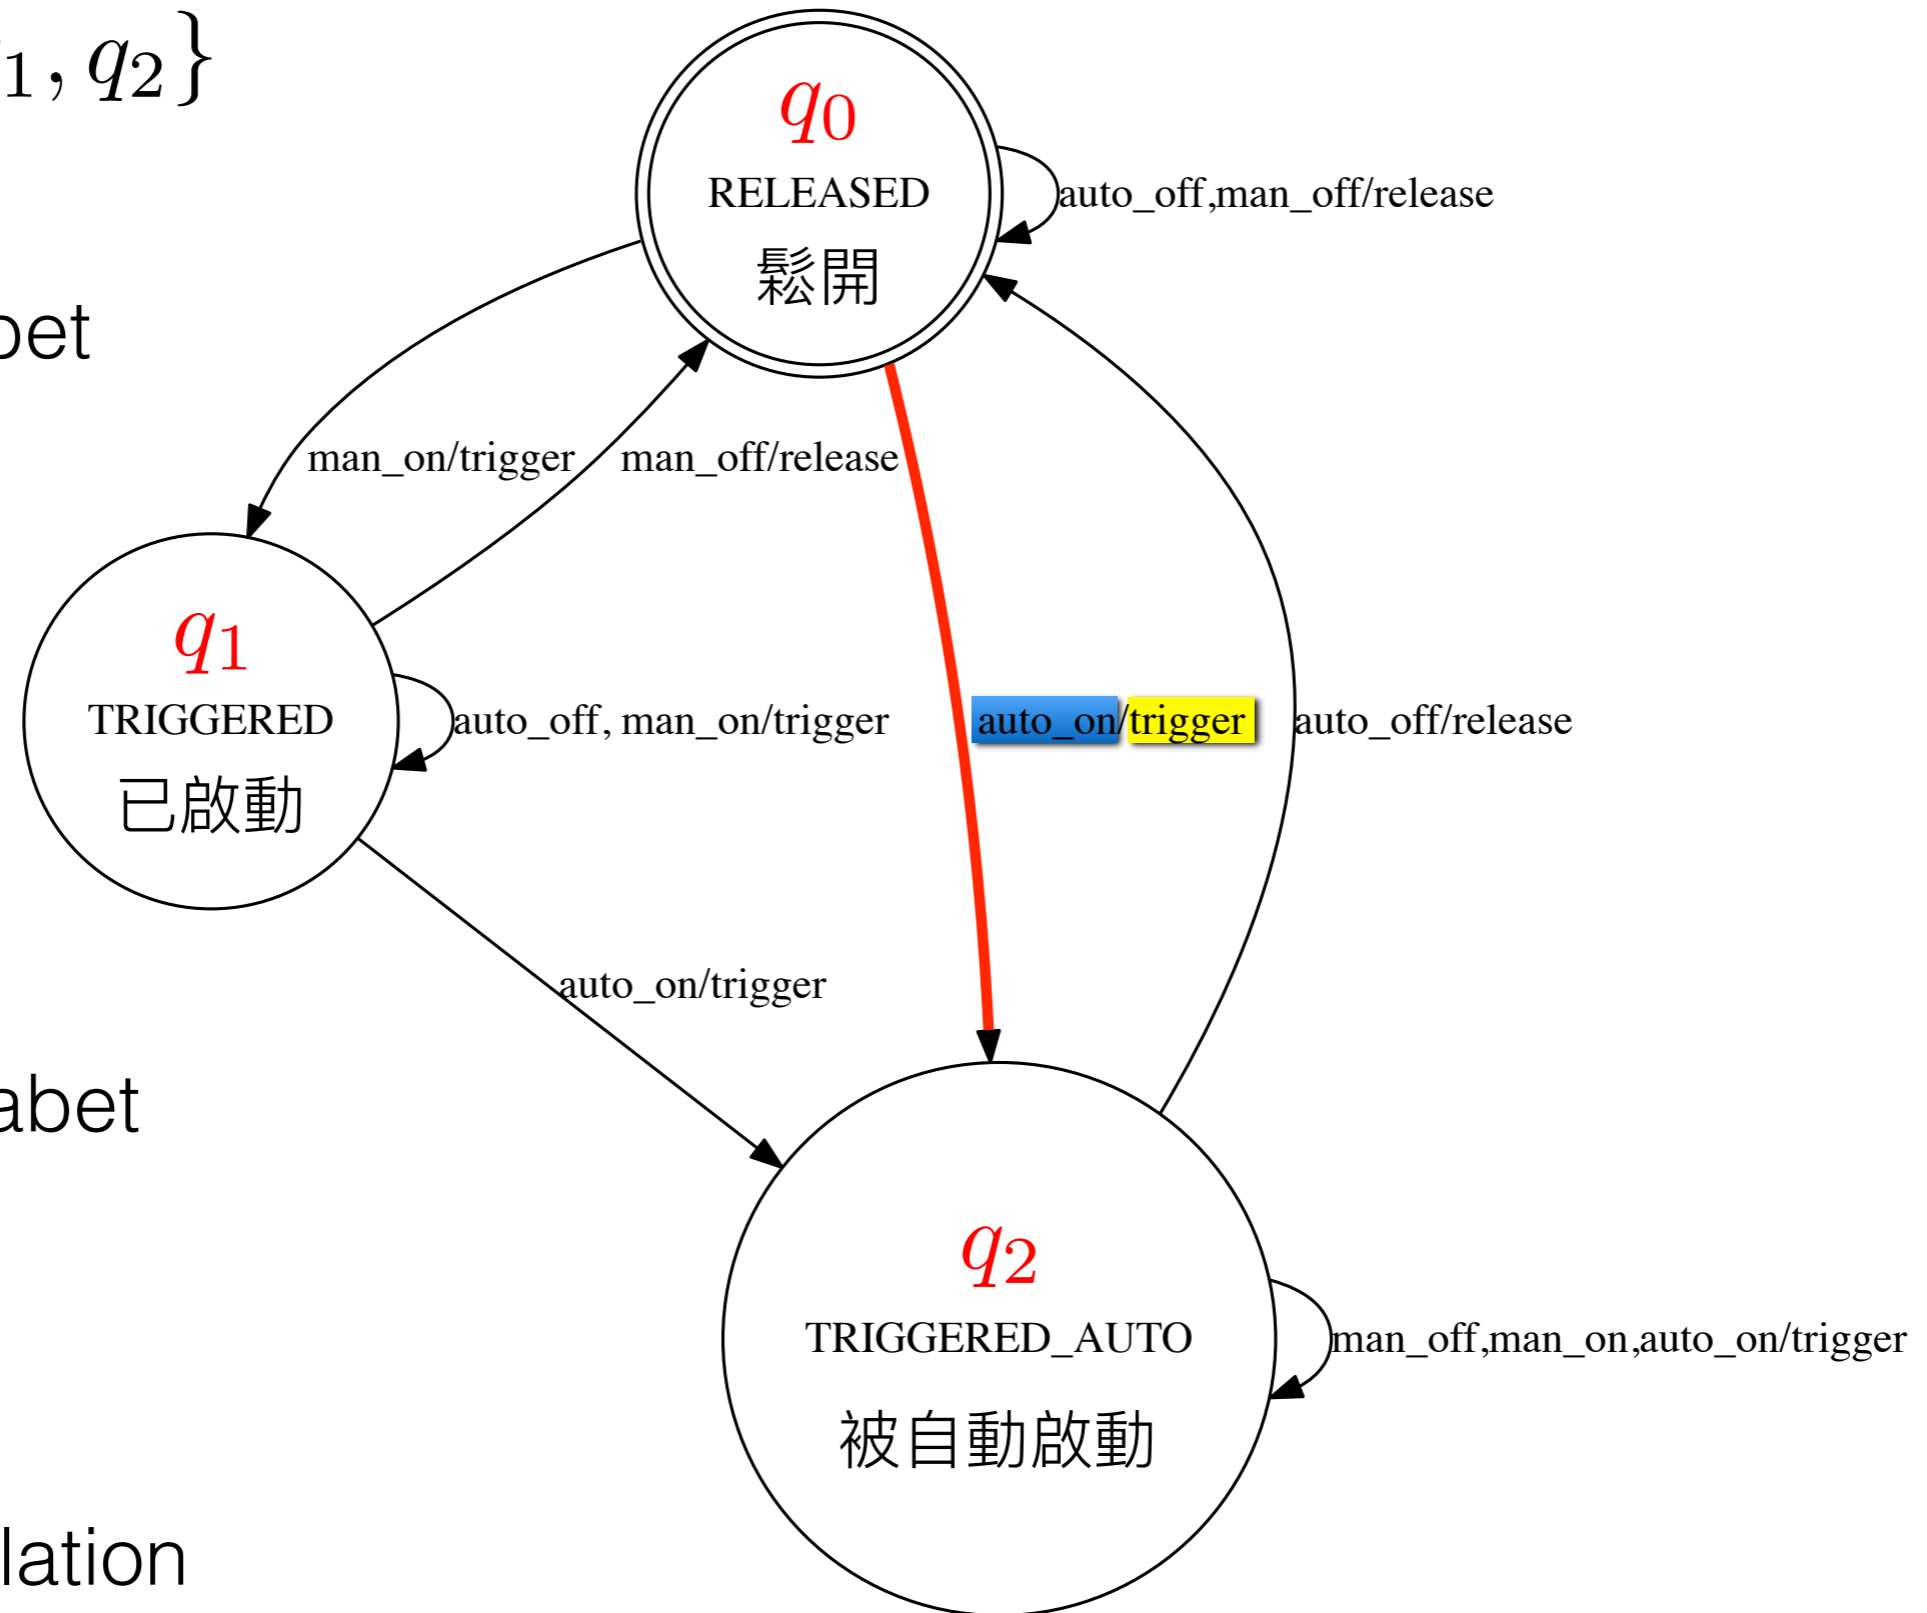 1, q2}
q0
RELEASED
鬆開
auto_off,man_off/release
bet
man_on/trigger
man_off/release
q1
TRIGGERED
已啟動
auto_off, man_on/trigger
auto_on/trigger
auto_off/release
auto_on/trigger
abet
q2
TRIGGERED_AUTO
被自動啟動
man_off,man_on,auto_on/trigger
lation